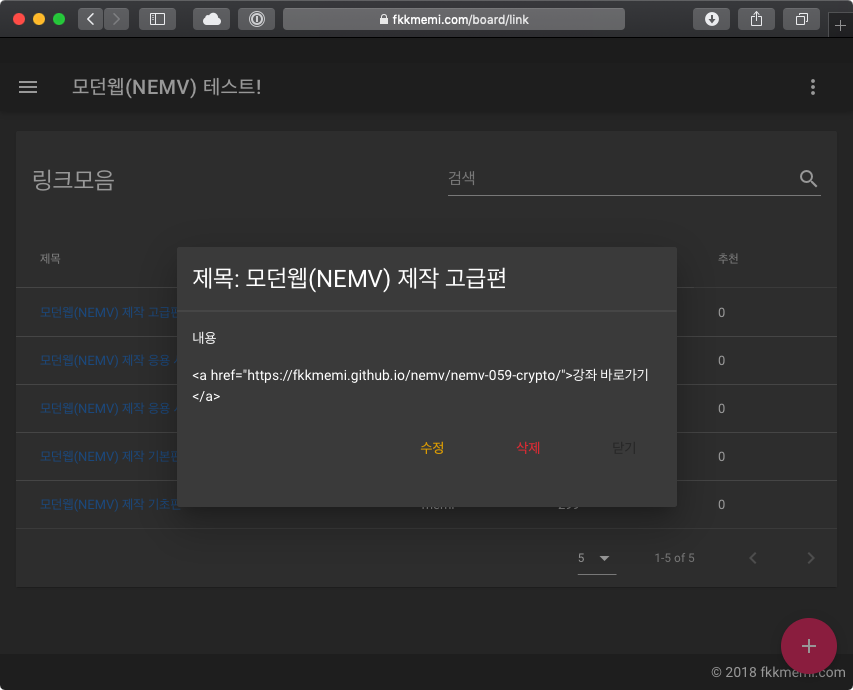 fkkmemi.com/board/link
모던웹(NEMV) 테스트!
링크모음
검색
제목
추천
제목: 모던웹(NEMV) 제작 고급편
내용
<a href="https://fkkmemi.github.io/nemv/nemv-059-crypto/">강좌 바로가기
</a>
수정 삭제 닫기
모던웹(NEMV) 제작 고급편 0
모던웹(NEMV) 제작 응용 0
모던웹(NEMV) 제작 응용 0
모던웹(NEMV) 제작 기본편 0
모던웹(NEMV) 제작 기초편 memi 299 0
5 1-5 of 5
+
© 2018 fkkmemi.com